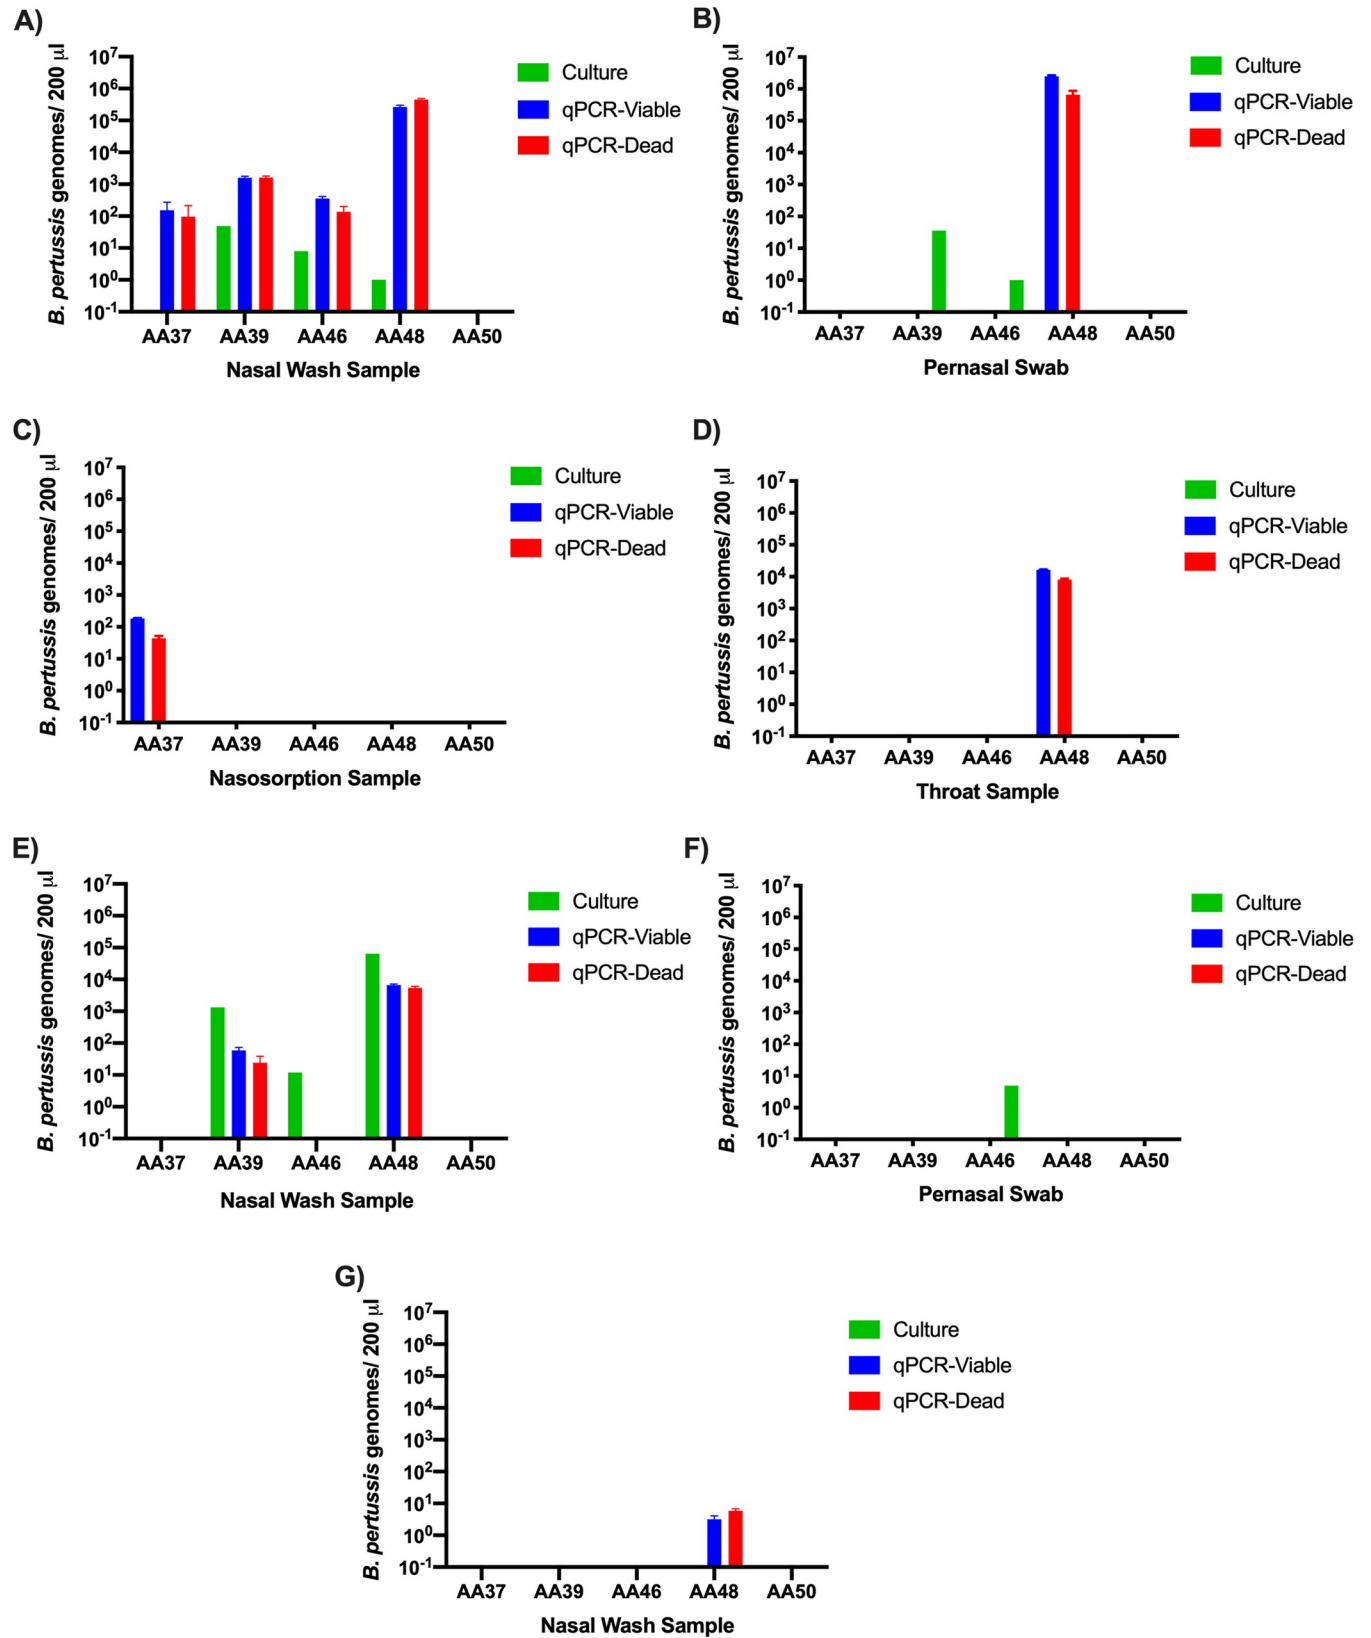 A)
B. pertussis genomes/ 200 µl
10⁷
10⁶
10⁵
10⁴
10³
10²
10¹
10⁰
10⁻¹
AA37 AA39 AA46 AA48 AA50
Nasal Wash Sample
Culture
qPCR-Viable
qPCR-Dead
B)
B. pertussis genomes/ 200 µl
10⁷
10⁶
10⁵
10⁴
10³
10²
10¹
10⁰
10⁻¹
AA37 AA39 AA46 AA48 AA50
Pernasal Swab
Culture
qPCR-Viable
qPCR-Dead
C)
B. pertussis genomes/ 200 µl
10⁷
10⁶
10⁵
10⁴
10³
10²
10¹
10⁰
10⁻¹
AA37 AA39 AA46 AA48 AA50
Nasosorption Sample
Culture
qPCR-Viable
qPCR-Dead
D)
B. pertussis genomes/ 200 µl
10⁷
10⁶
10⁵
10⁴
10³
10²
10¹
10⁰
10⁻¹
AA37 AA39 AA46 AA48 AA50
Throat Sample
Culture
qPCR-Viable
qPCR-Dead
E)
B. pertussis genomes/ 200 µl
10⁷
10⁶
10⁵
10⁴
10³
10²
10¹
10⁰
10⁻¹
AA37 AA39 AA46 AA48 AA50
Nasal Wash Sample
Culture
qPCR-Viable
qPCR-Dead
F)
B. pertussis genomes/ 200 µl
10⁷
10⁶
10⁵
10⁴
10³
10²
10¹
10⁰
10⁻¹
AA37 AA39 AA46 AA48 AA50
Pernasal Swab
Culture
qPCR-Viable
qPCR-Dead
G)
B. pertussis genomes/ 200 µl
10⁷
10⁶
10⁵
10⁴
10³
10²
10¹
10⁰
10⁻¹
AA37 AA39 AA46 AA48 AA50
Nasal Wash Sample
Culture
qPCR-Viable
qPCR-Dead